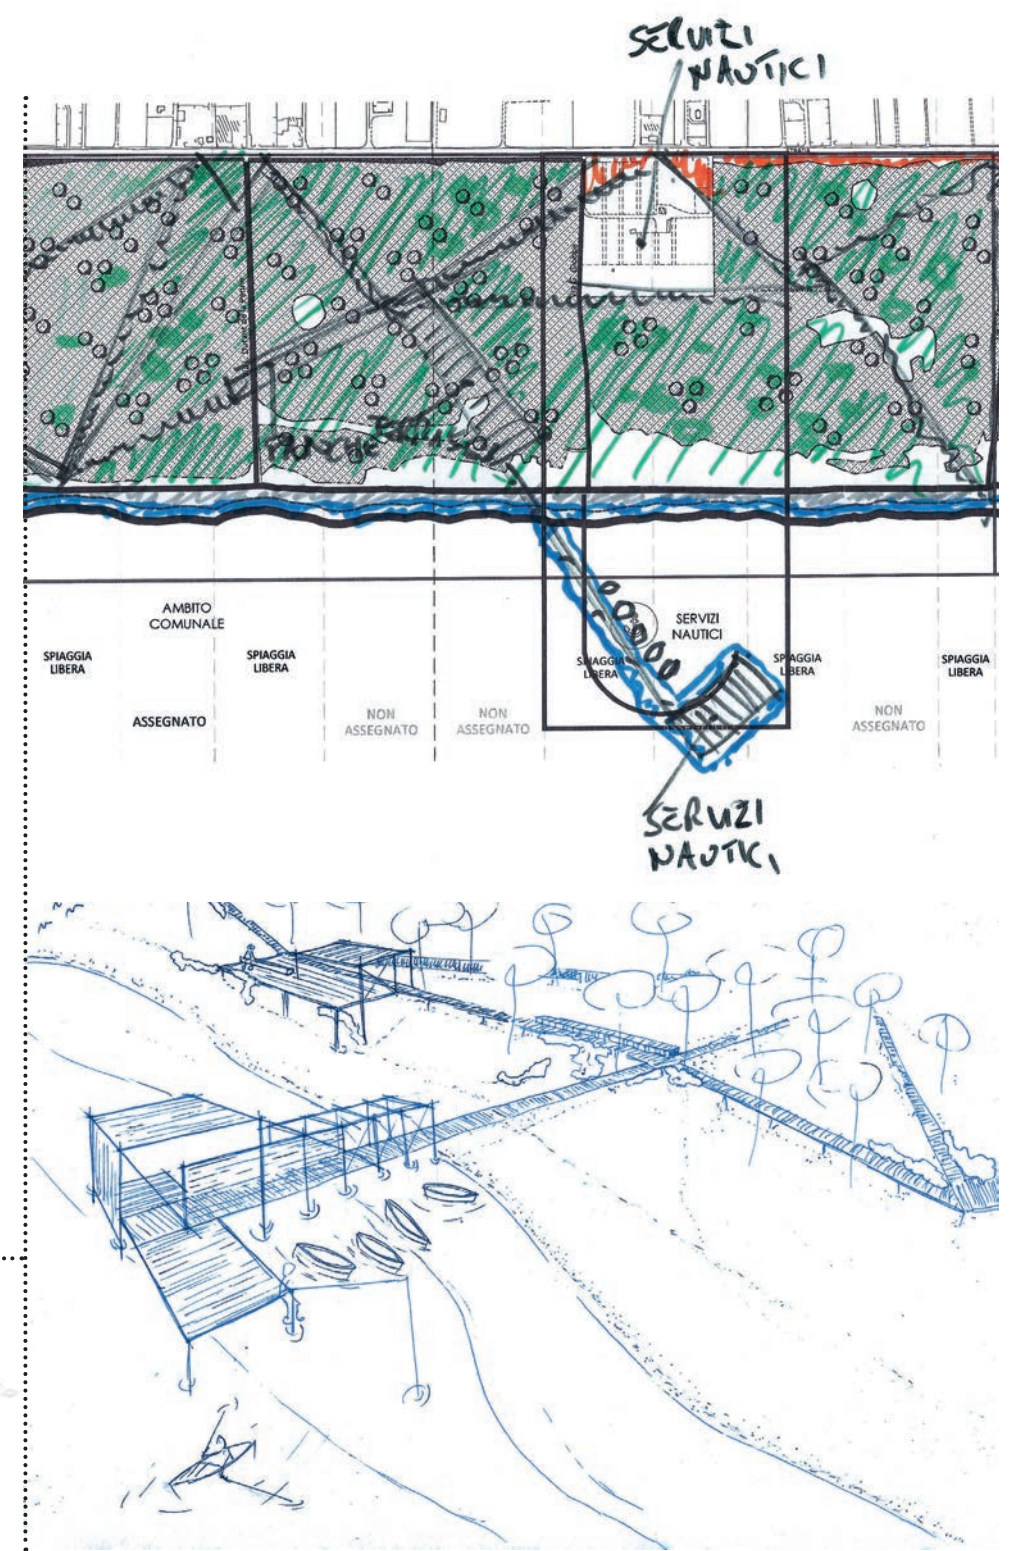 SERVIZI
NAUTICI
PANCHE
AMBITO
COMUNALE
SERVIZI
NAUTICI
SPIAGGIA
LIBERA
SPIAGGIA
LIBERA
SPIAGGIA
LIBERA
SPIAGGIA
LIBERA
SPIAGGIA
LIBERA
ASSEGNATO
NON
ASSEGNATO
NON
ASSEGNATO
NON
ASSEGNATO
SERVIZI
NAUTICI